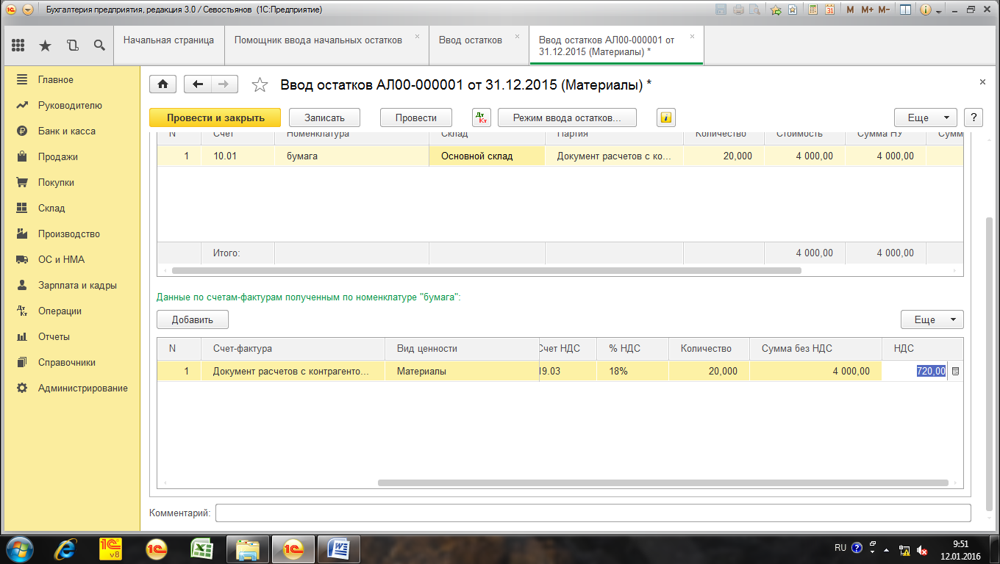 Бухгалтерия предприятия, редакция 3.0 / Севостьянов (1С:Предприятие)
M M+ M-
Начальная страница
Помощник ввода начальных остатков
Ввод остатков
Ввод остатков АЛ00-000001 от 31.12.2015 (Материалы) *
Главное
Руководителю
Банк и касса
Продажи
Покупки
Склад
Производство
ОС и НМА
Зарплата и кадры
Операции
Отчеты
Справочники
Администрирование
Ввод остатков АЛ00-000001 от 31.12.2015 (Материалы) *
Провести и закрыть Записать Провести Режим ввода остатков... Еще ?
N Счет Номенклатура Склад Партия Количество Стоимость Сумма НУ Сумм
1 10.01 бумага Основной склад Документ расчетов с ко... 20,000 4 000,00 4 000,00
Итого: 4 000,00 4 000,00
Данные по счетам-фактурам полученным по номенклатуре "бумага":
Добавить Еще
N Счет-фактура Вид ценности Счет НДС % НДС Количество Сумма без НДС НДС
1 Документ расчетов с контрагенто... Материалы 19.03 18% 20,000 4 000,00 720,00
Комментарий:
RU 9:51
12.01.2016